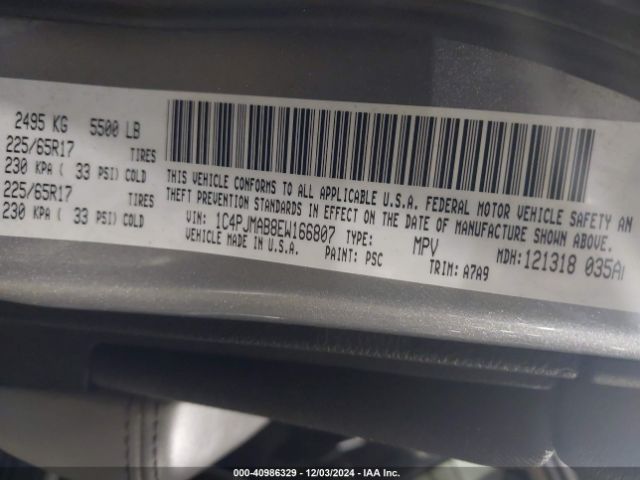 2495 KG 5500 LB
225/65R17 TIRES
230 KPA ( 33 PSI) COLD
225/65R17 TIRES
230 KPA ( 33 PSI) COLD
THIS VEHICLE CONFORMS TO ALL APPLICABLE U.S.A. FEDERAL MOTOR VEHICLE SAFETY AN
THEFT PREVENTION STANDARDS IN EFFECT ON THE DATE OF MANUFACTURE SHOWN ABOVE.
VIN: 1C4PJMAB8EW166807 TYPE: MPV MDH: 121318 035A
VEHICLE MADE IN U.S.A. PAINT: PSC TRIM: A7A9
000-40986329 - 12/03/2024 - IAA Inc.